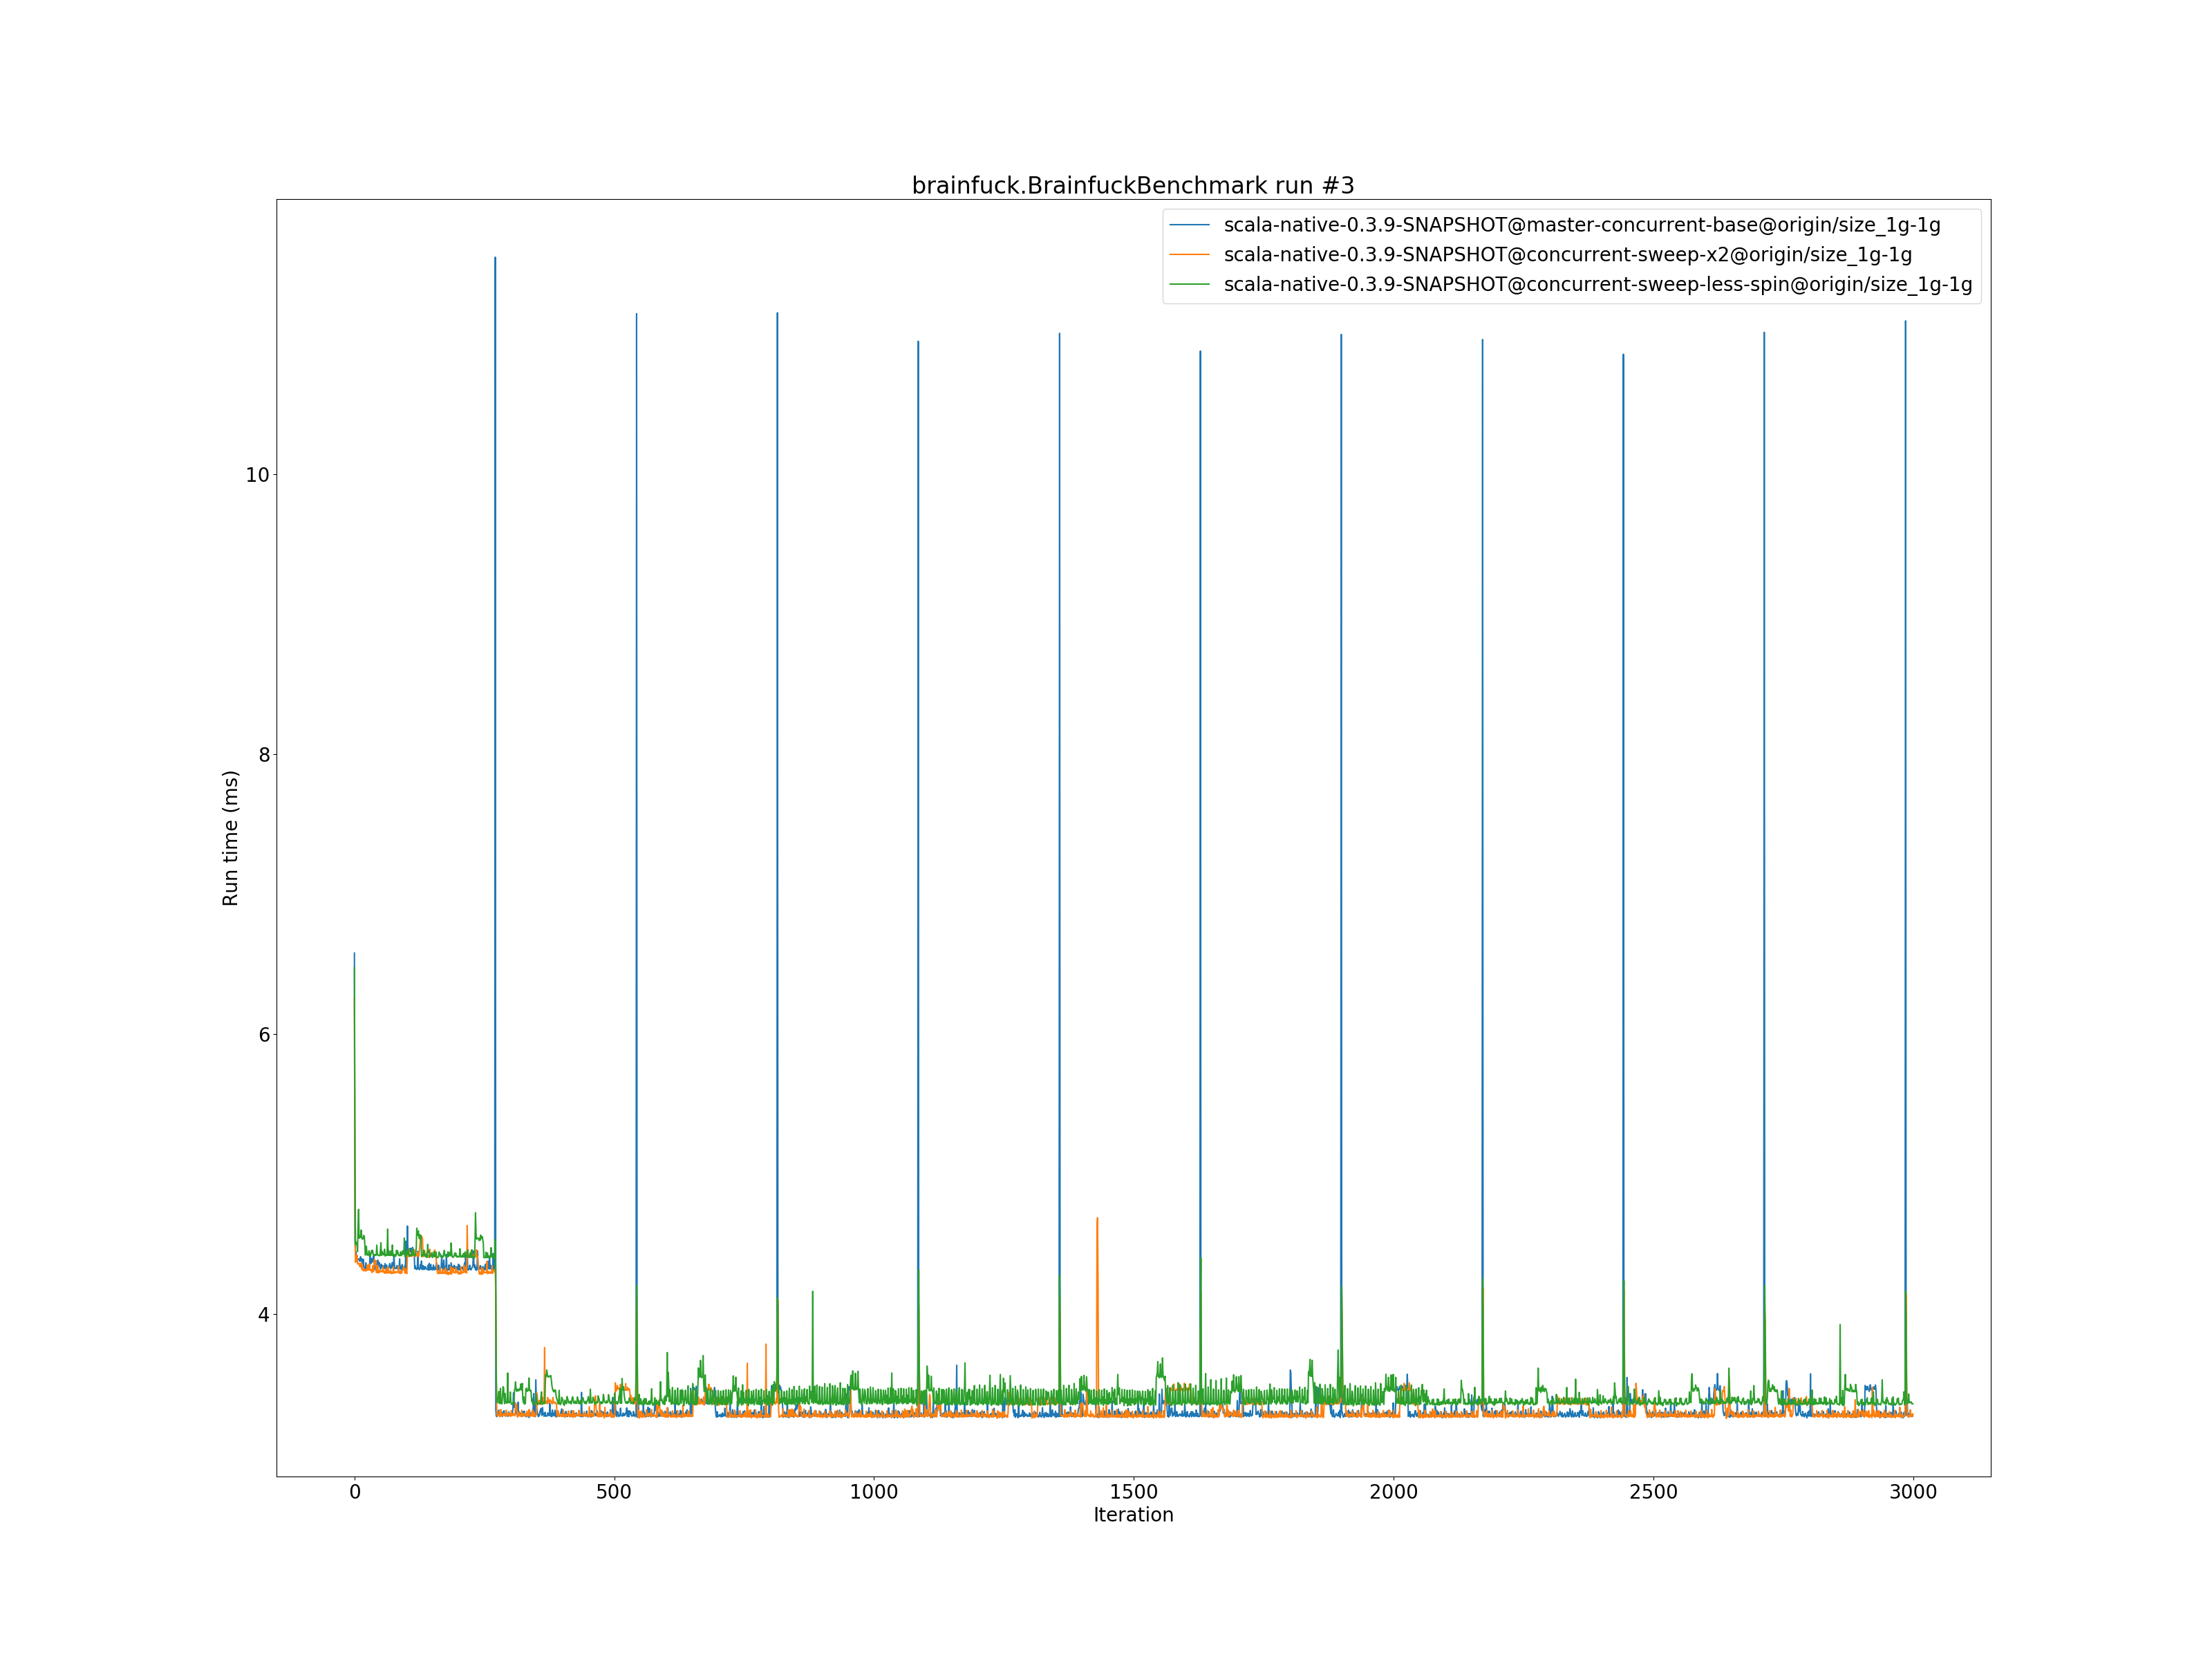 brainfuck.BrainfuckBenchmark run #3
scala-native-0.3.9-SNAPSHOT@master-concurrent-base@origin/size_1g-1g
scala-native-0.3.9-SNAPSHOT@concurrent-sweep-x2@origin/size_1g-1g
scala-native-0.3.9-SNAPSHOT@concurrent-sweep-less-spin@origin/size_1g-1g
10
8
6
4
Run time (ms)
0 500 1000 1500 2000 2500 3000
Iteration